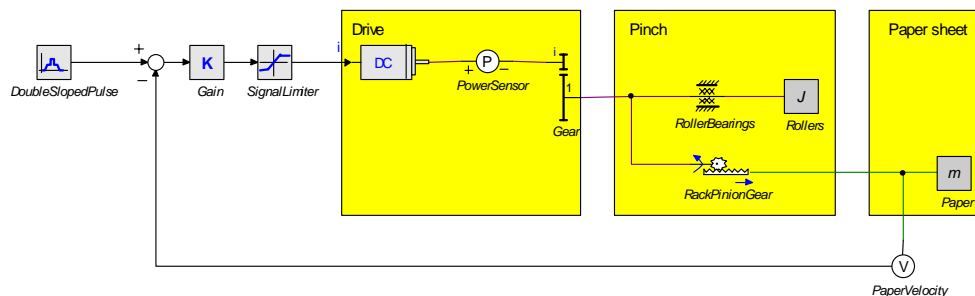 Drive
Pinch
Paper sheet
+
−
K
i
DC
P
+
−
i
1
J
m
DoubleSlopedPulse
Gain
SignalLimiter
PowerSensor
Gear
RollerBearings
Rollers
RackPinionGear
Paper
V
PaperVelocity